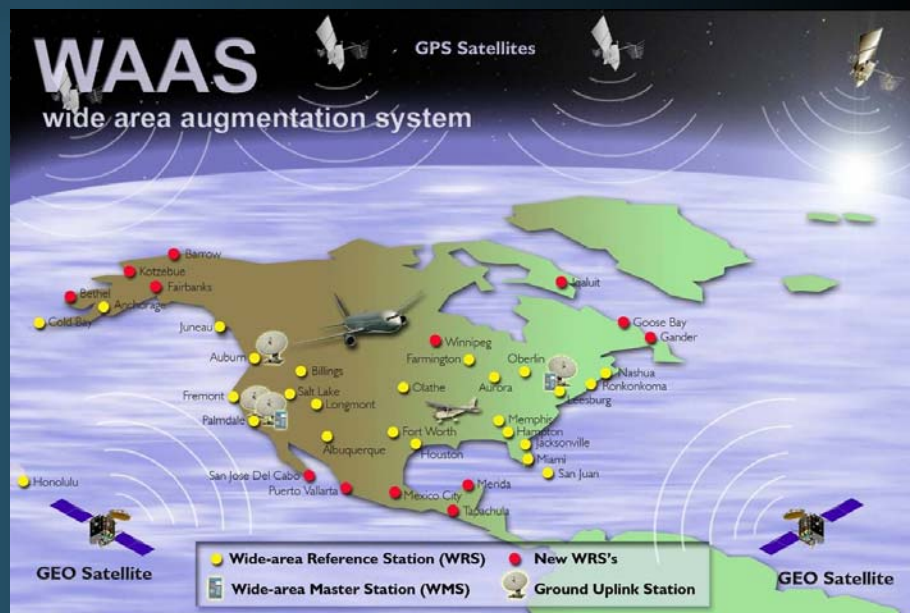 WAAS
wide area augmentation system
GPS Satellites
Barrow
Kotzebue
Fairbanks
Bethel
Anchorage
Cold Bay
Juneau
Auburn
Billings
Fremont
Salt Lake
Longmont
Palmdale
Albuquerque
Winnipeg
Farmington
Oberlin
Olathe
Aurora
Iqaluit
Goose Bay
Gander
Nashua
Ronkonkoma
Leesburg
Memphis
Hampton
Fort Worth
Jacksonville
Houston
Miami
San Juan
Honolulu
San Jose Del Cabo
Puerto Vallarta
Mexico City
Merida
Tapachula
GEO Satellite
GEO Satellite
Wide-area Reference Station (WRS)
New WRS's
Wide-area Master Station (WMS)
Ground Uplink Station